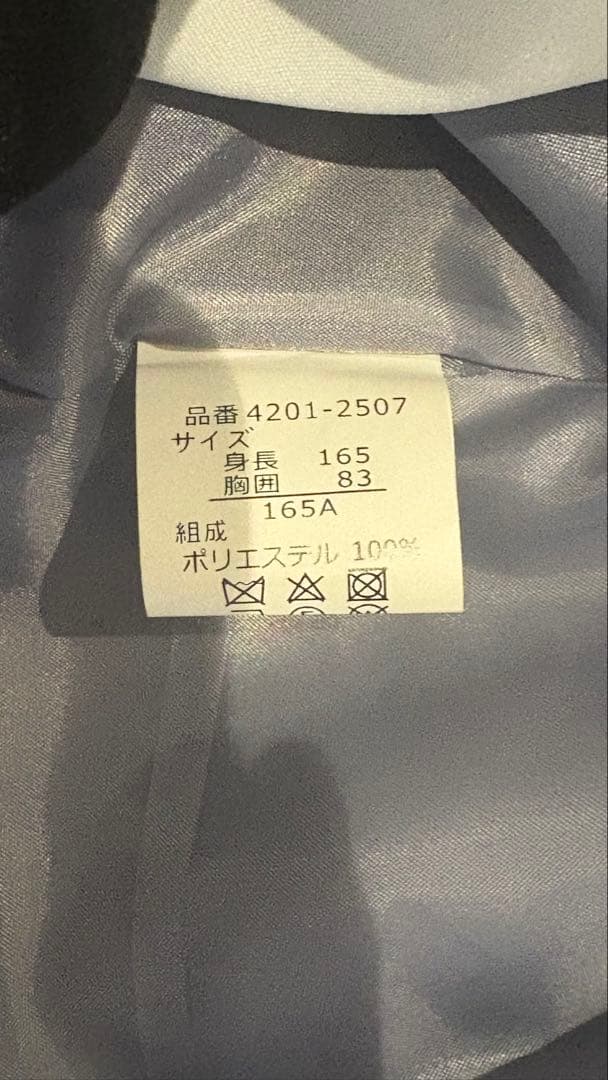 品番 4201-2507
サイズ
身長 165
胸囲 83
165A
組成
ポリエステル 100%